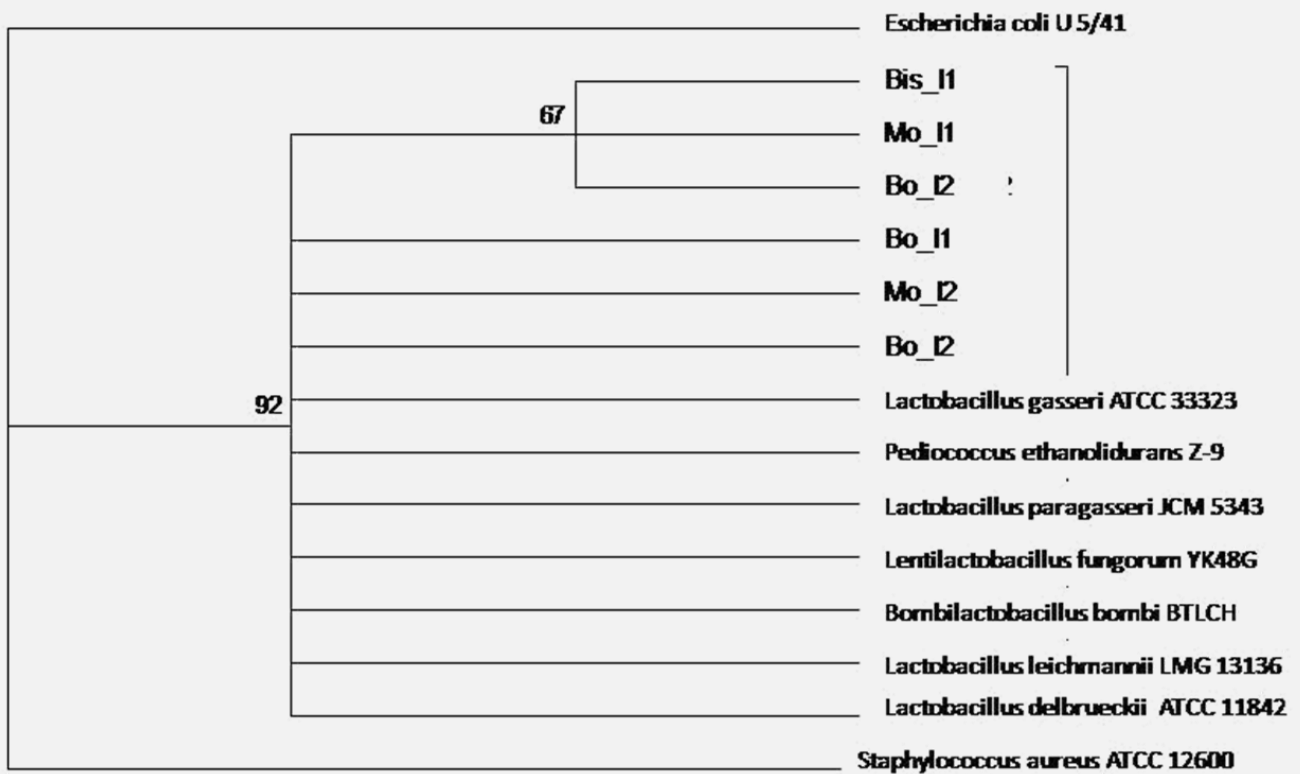 Escherichia coli U 5/41
Bis_I1
67
Mo_I1
Bo_I2
Bo_I1
Mo_I2
Bo_I2
92
Lactobacillus gasseri ATCC 33323
Pediococcus ethanolidurans Z-9
Lactobacillus paragasseri JCM 5343
Lentilactobacillus fungorum YK48G
Bombilactobacillus bombi BTLCH
Lactobacillus leichmannii LMG 13136
Lactobacillus delbrueckii ATCC 11842
Staphylococcus aureus ATCC 12600